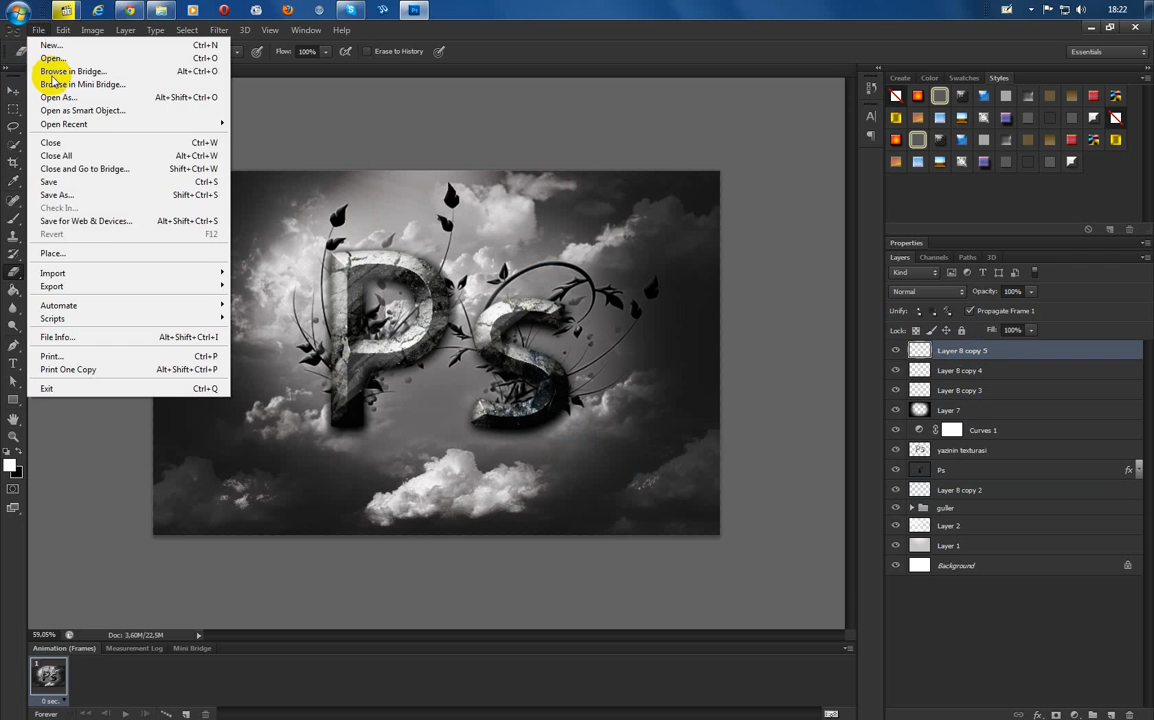 18:22
File Edit Image Layer Type Select Filter 3D View Window Help
Flow: 100% Erase to History Essentials
New... Ctrl+N
Open... Ctrl+O
Browse in Bridge... Alt+Ctrl+O
Browse in Mini Bridge...
Open As... Alt+Shift+Ctrl+O
Open as Smart Object...
Open Recent
Close Ctrl+W
Close All Alt+Ctrl+W
Close and Go to Bridge... Shift+Ctrl+W
Save Ctrl+S
Save As... Shift+Ctrl+S
Check In...
Save for Web & Devices... Alt+Shift+Ctrl+S
Revert F12
Place...
Import
Export
Automate
Scripts
File Info... Alt+Shift+Ctrl+I
Print... Ctrl+P
Print One Copy Alt+Shift+Ctrl+P
Exit Ctrl+Q
PS
Create Color Swatches Styles
Properties
Layers Channels Paths 3D
Kind
Normal Opacity: 100%
Unify: Propagate Frame 1
Lock: Fill: 100%
Layer 8 copy 5
Layer 8 copy 4
Layer 8 copy 3
Layer 7
Curves 1
yazinin texturasi
Ps
Layer 8 copy 2
guller
Layer 2
Layer 1
Background
59,05% Doc: 3,60M/22,5M
Animation (Frames) Measurement Log Mini Bridge
1
0 sec.
Forever